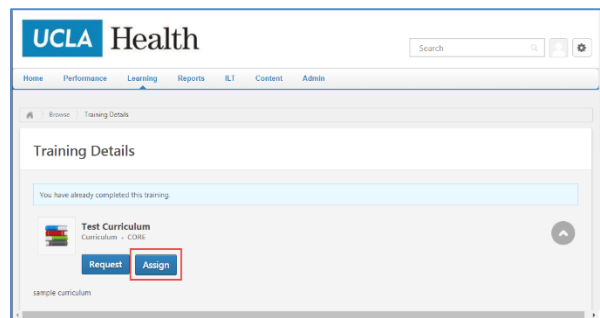 UCLA Health
Search
Home Performance Learning Reports ILT Content Admin
Browse Training Details
Training Details
You have already completed this training.
Test Curriculum
Curriculum • CORE
Request Assign
sample curriculum